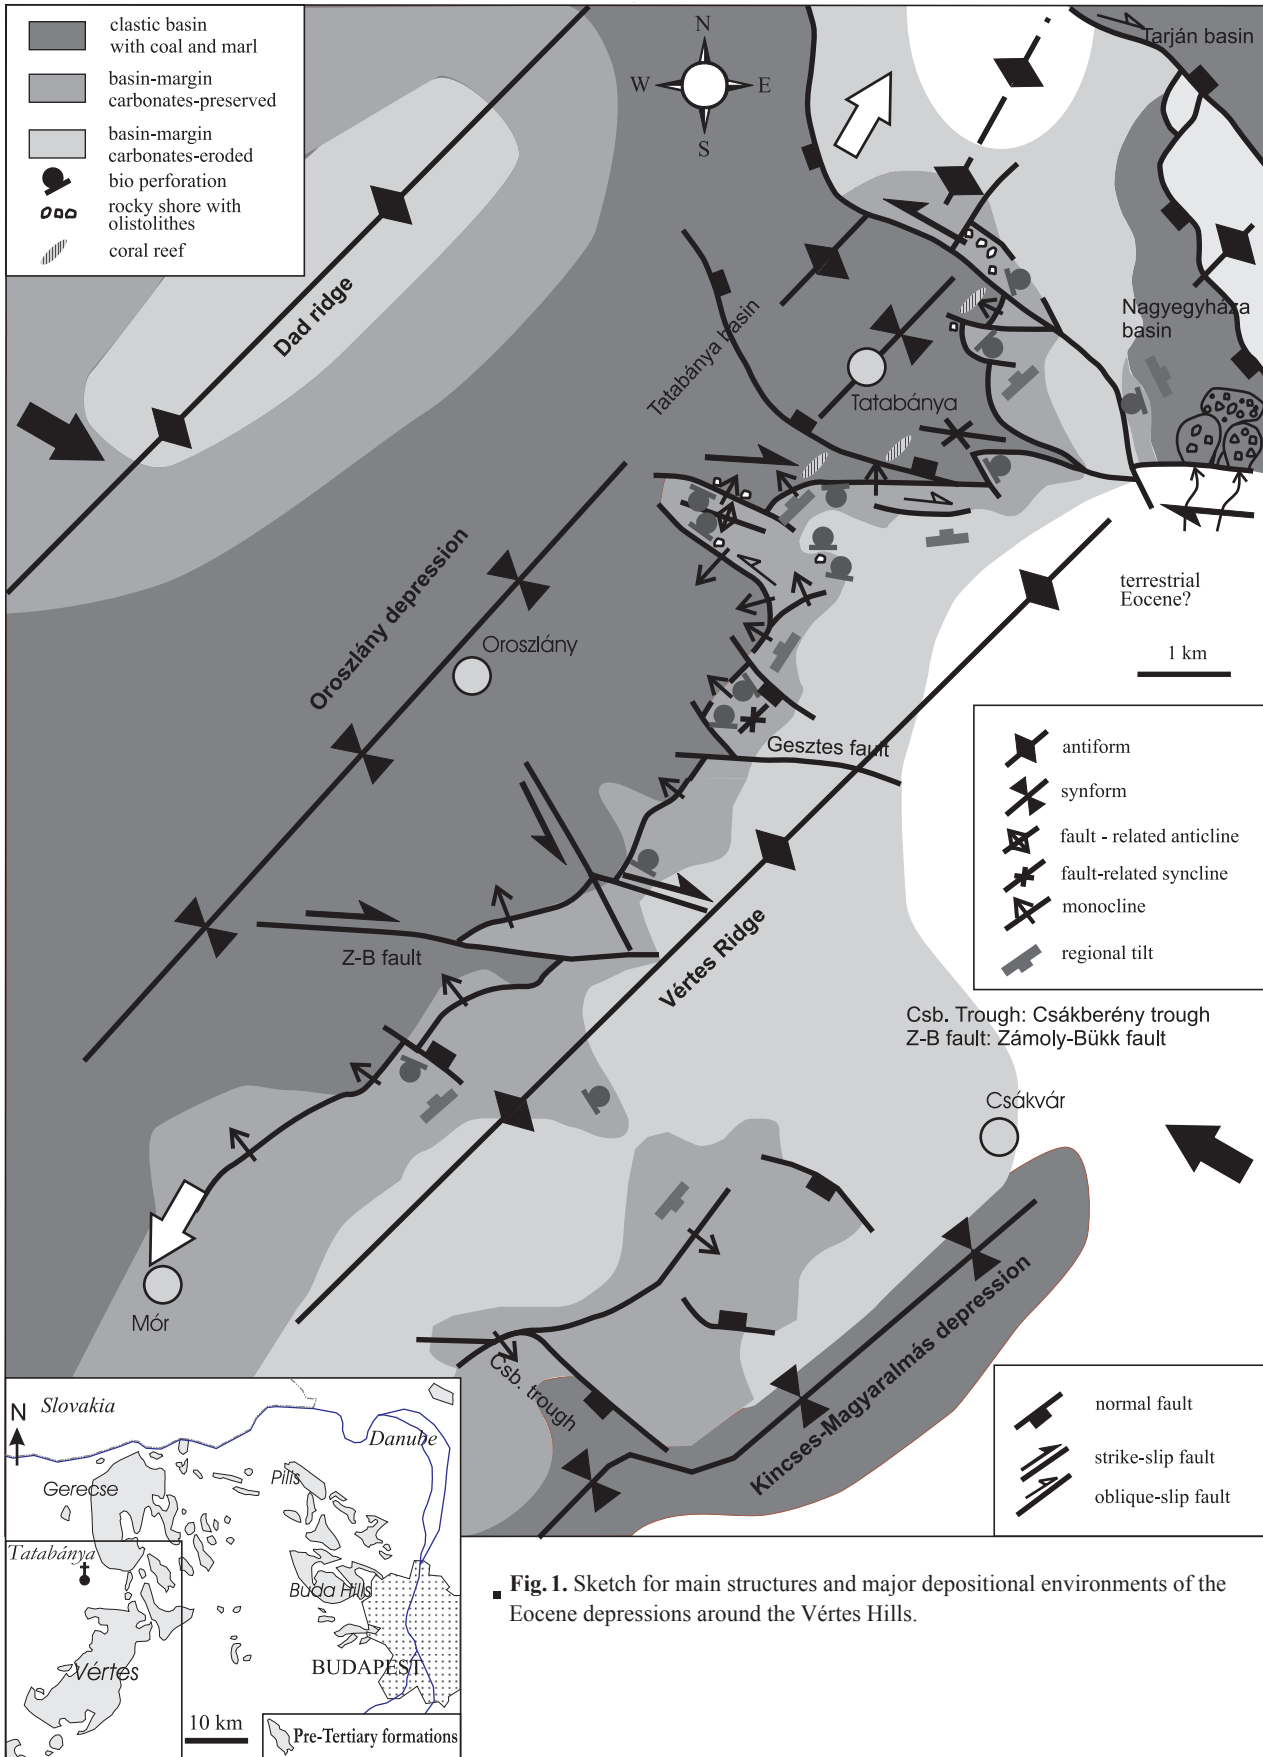 clastic basin
with coal and marl
basin-margin
carbonates-preserved
basin-margin
carbonates-eroded
bio perforation
rocky shore with
olistolithes
coral reef
N
W
E
S
Tarján basin
Dad ridge
Tatabánya basin
Nagyegyháza
basin
Tatabánya
Oroszlány depression
Oroszlány
terrestrial
Eocene?
1 km
Gesztes fault
antiform
synform
fault - related anticline
fault-related syncline
monocline
regional tilt
Z-B fault
Vértes Ridge
Csb. Trough: Csákberény trough
Z-B fault: Zámoly-Bükk fault
Csákvár
Mór
Csb. trough
Kincses-Magyaralmás depression
normal fault
strike-slip fault
oblique-slip fault
Slovakia
N
Danube
Gerecse
Pilis
Tatabánya
Buda Hills
Vértes
BUDAPEST
10 km
Pre-Tertiary formations
Fig. 1. Sketch for main structures and major depositional environments of the
Eocene depressions around the Vértes Hills.